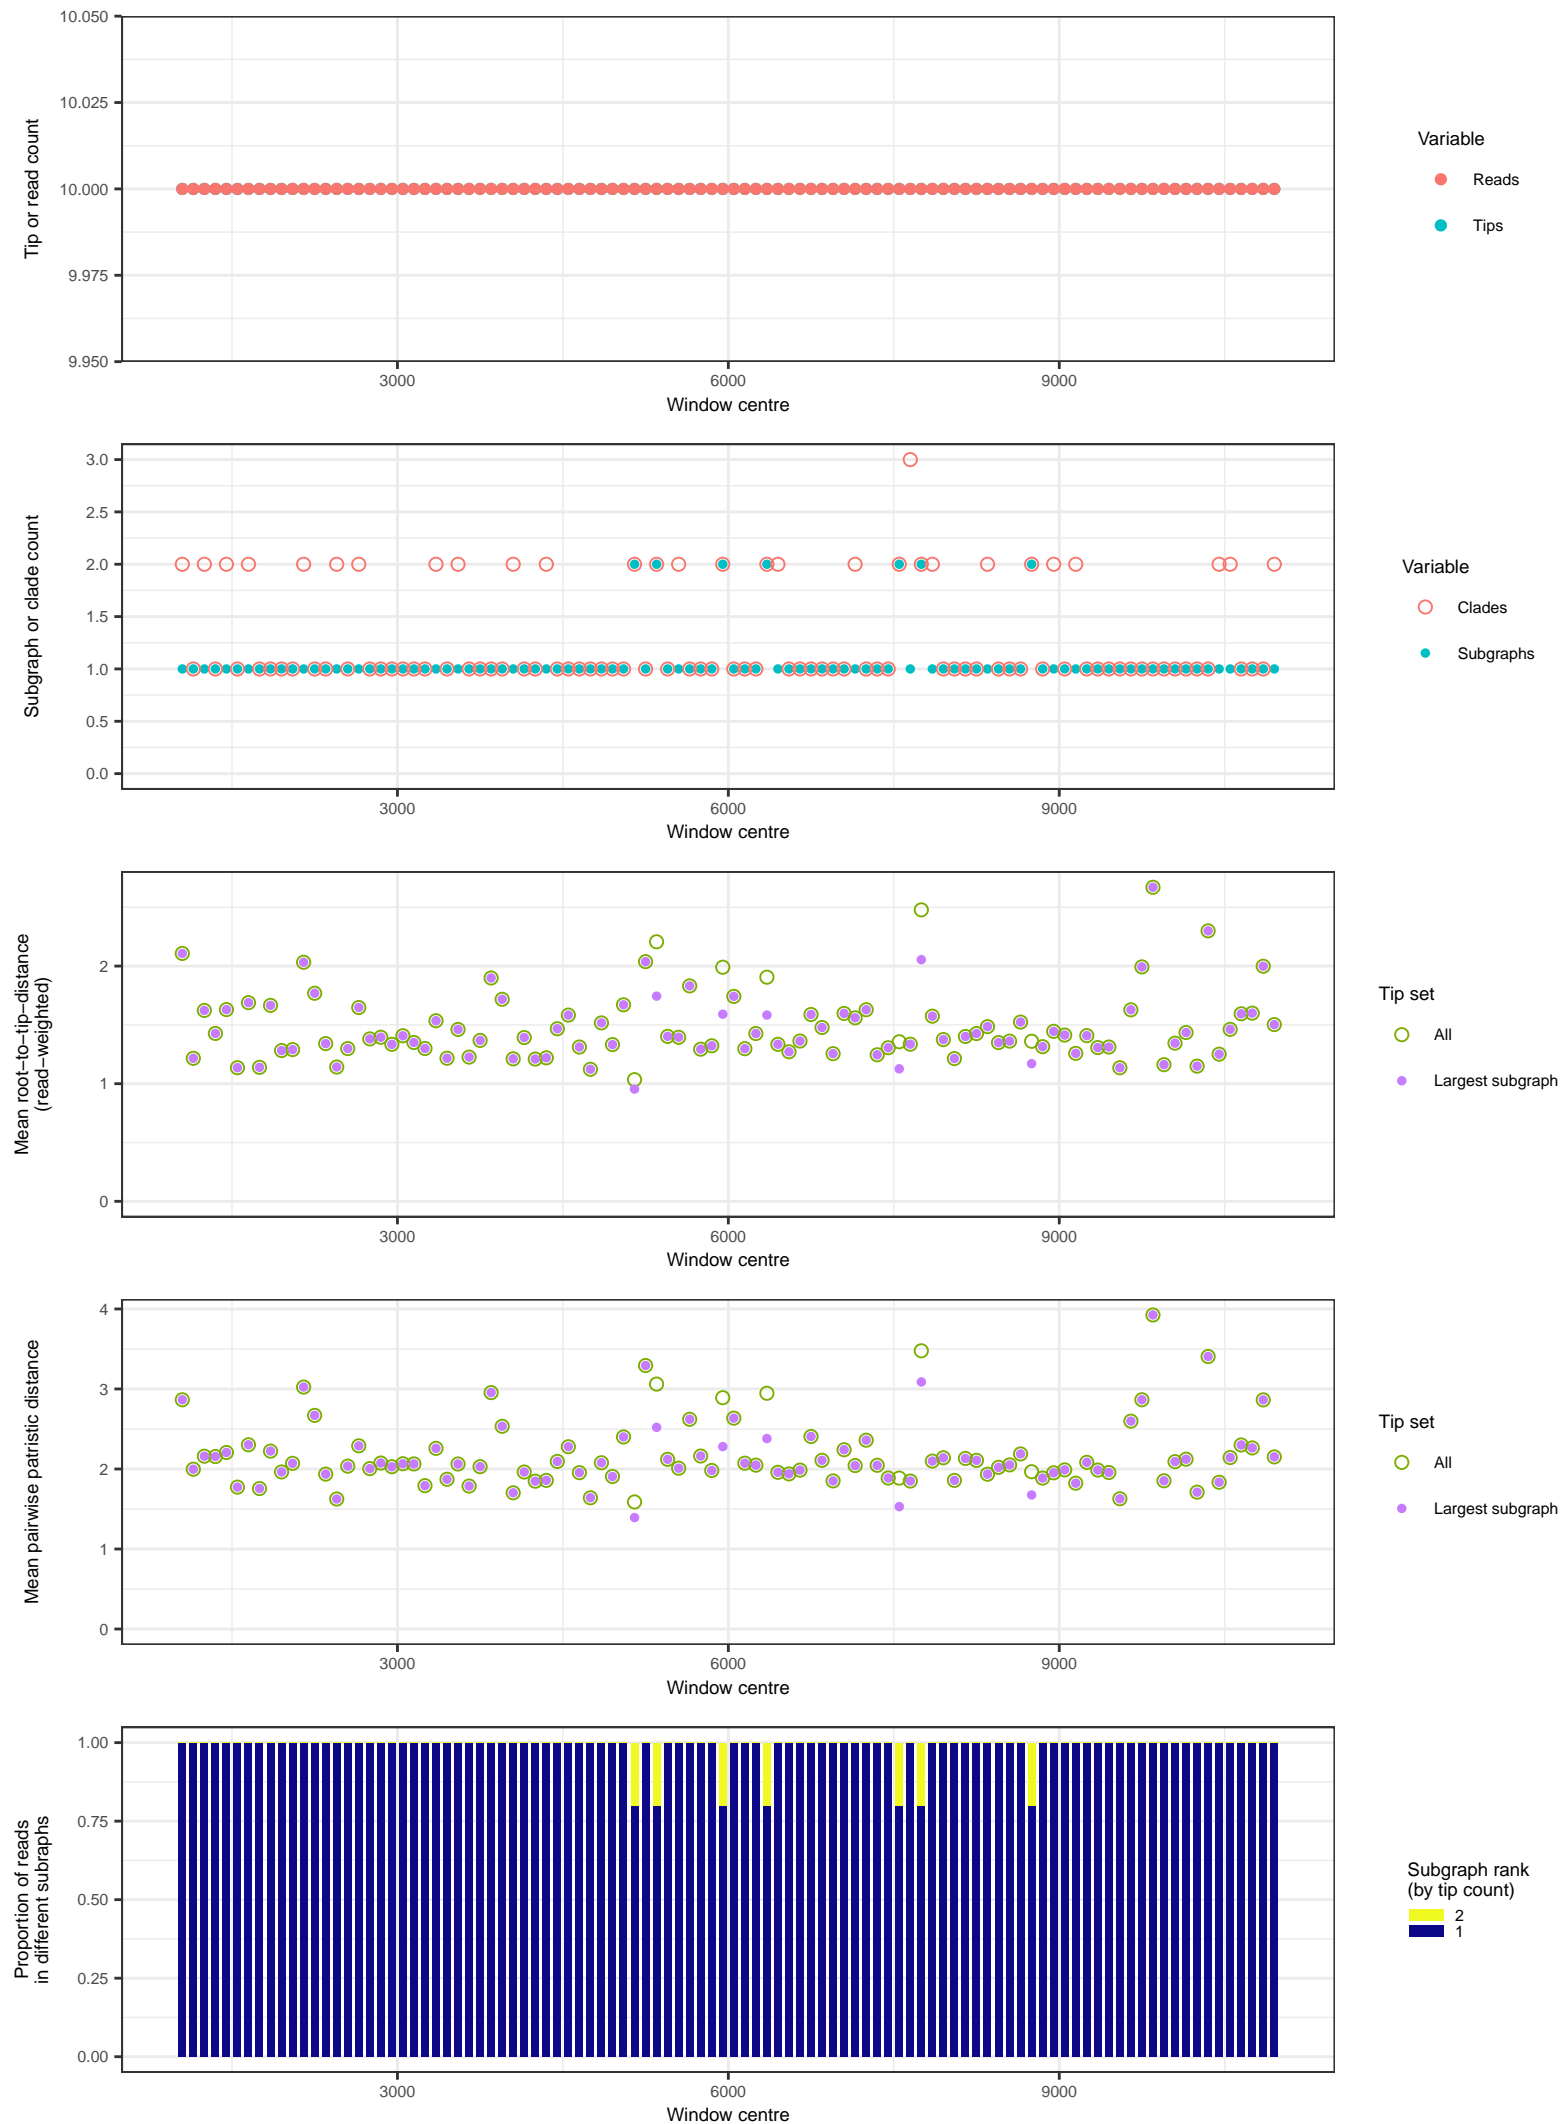 10.050
10.025
10.000
9.975
9.950
Tip or read count
3000 6000 9000
Window centre
Variable
Reads
Tips
3.0
2.5
2.0
1.5
1.0
0.5
0.0
Subgraph or clade count
3000 6000 9000
Window centre
Variable
Clades
Subgraphs
2
1
0
Mean root−to−tip−distance
(read−weighted)
3000 6000 9000
Window centre
Tip set
All
Largest subgraph
4
3
2
1
0
Mean pairwise patristic distance
3000 6000 9000
Window centre
Tip set
All
Largest subgraph
1.00
0.75
0.50
0.25
0.00
Proportion of reads
in different subraphs
3000 6000 9000
Window centre
Subgraph rank
(by tip count)
2
1